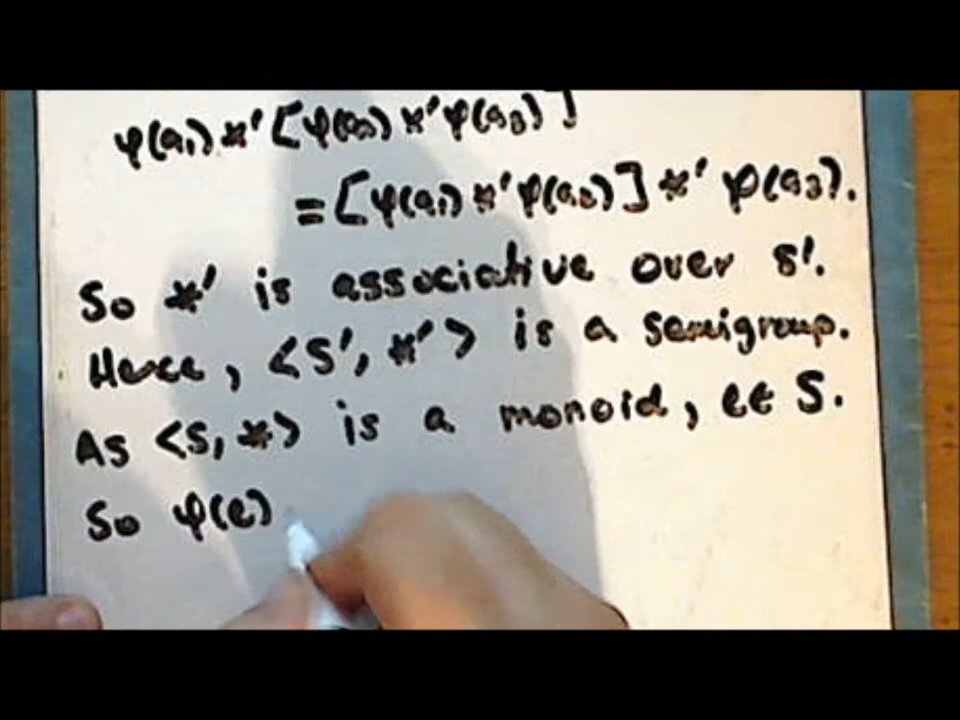 φ(a₁) *' [φ(a₂) *' φ(a₃)]
= [φ(a₁) *' φ(a₂)] *' φ(a₃).
So *' is associative over S'.
Hence, <S', *'> is a semigroup.
As <S, *> is a monoid, e ∈ S.
So φ(e)